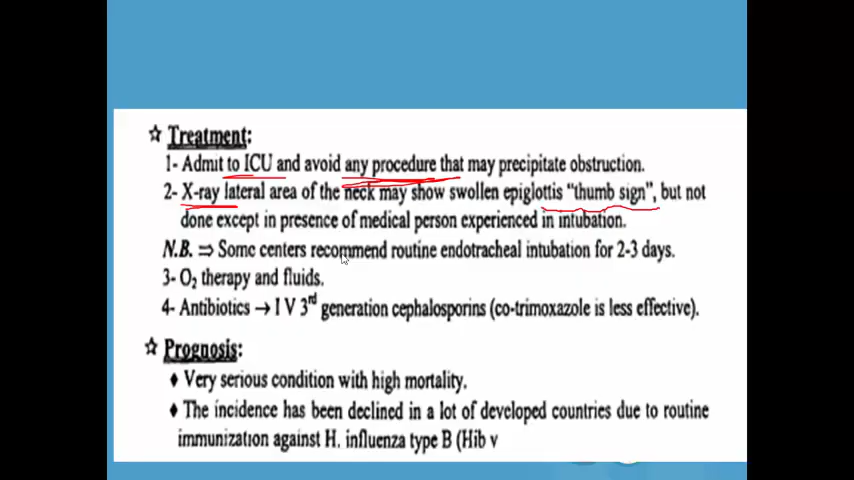 ☆ Treatment:
1- Admit to ICU and avoid any procedure that may precipitate obstruction.
2- X-ray lateral area of the neck may show swollen epiglottis “thumb sign”, but not
done except in presence of medical person experienced in intubation.
N.B. ⇒ Some centers recommend routine endotracheal intubation for 2-3 days.
3- O₂ therapy and fluids.
4- Antibiotics → I V 3rd generation cephalosporins (co-trimoxazole is less effective).
☆ Prognosis:
♦ Very serious condition with high mortality.
♦ The incidence has been declined in a lot of developed countries due to routine
immunization against H. influenza type B (Hib v